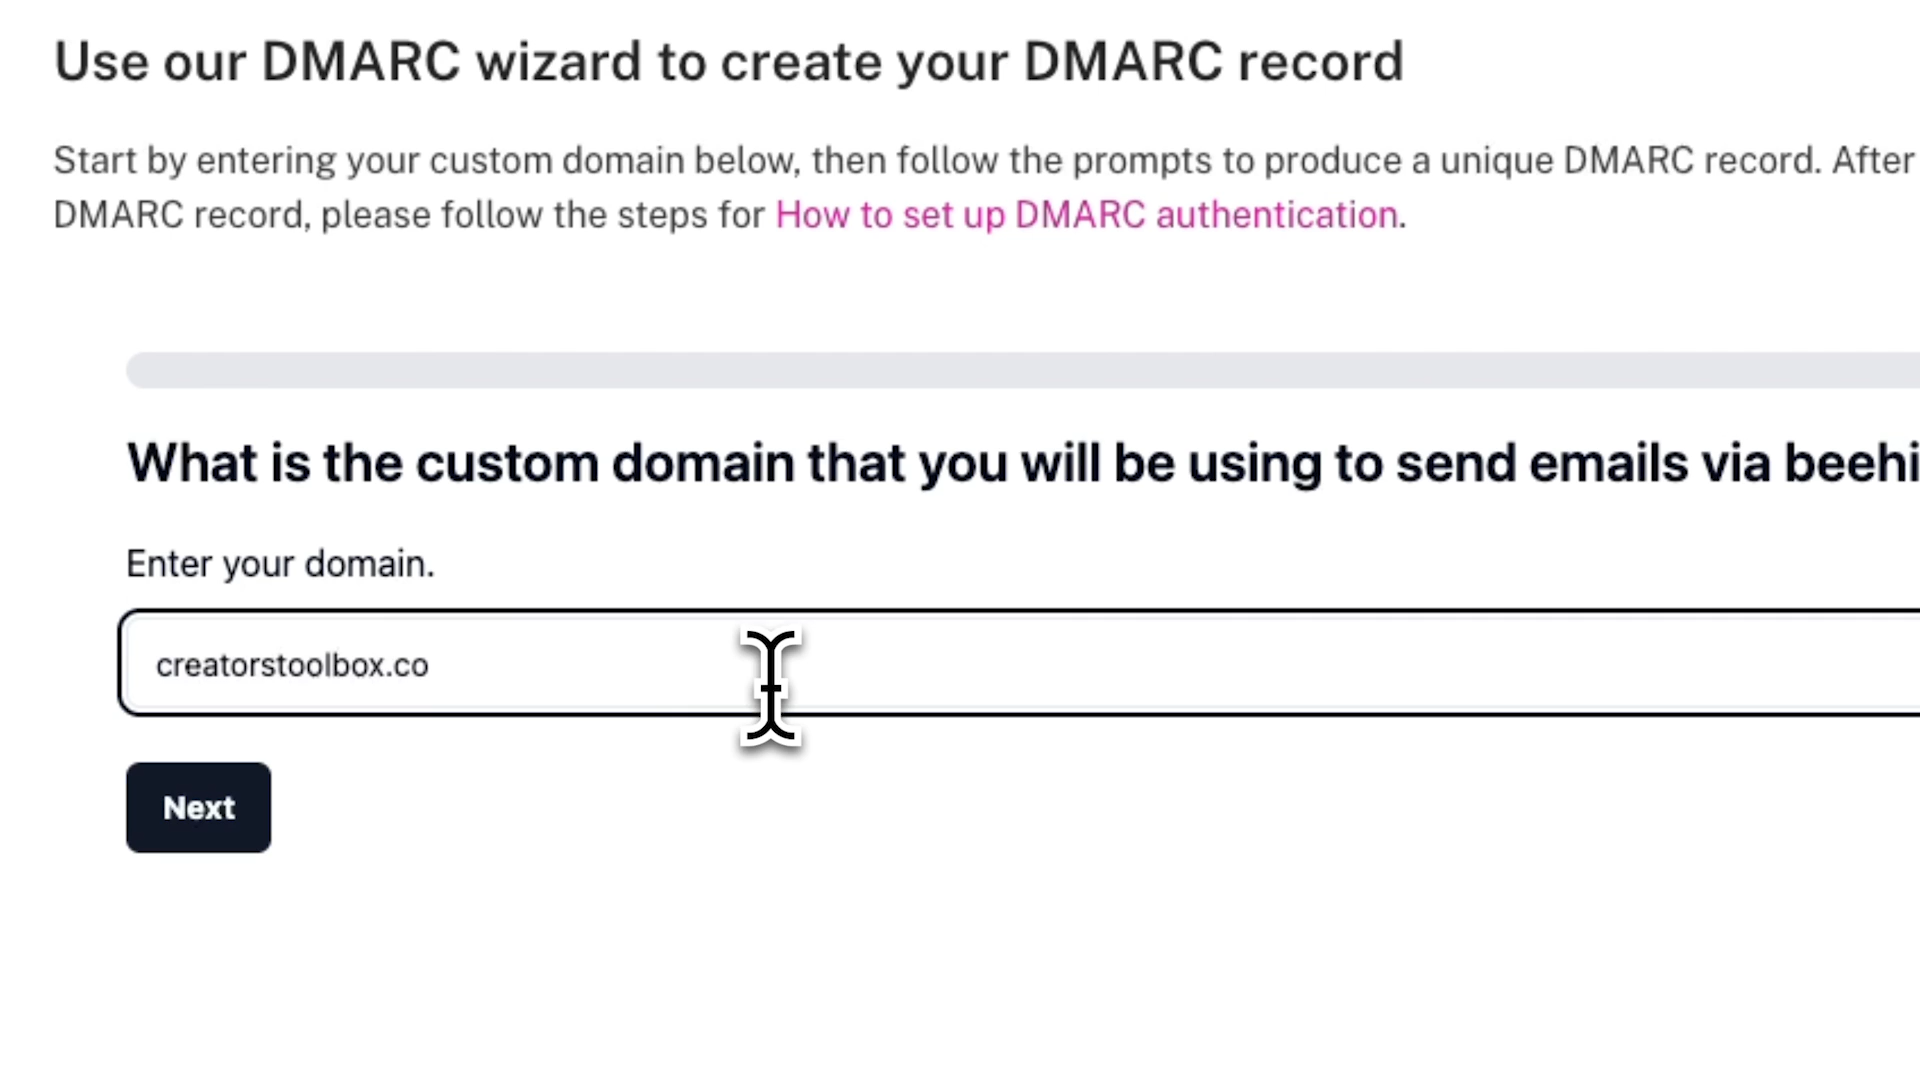 Use our DMARC wizard to create your DMARC record
Start by entering your custom domain below, then follow the prompts to produce a unique DMARC record. After
DMARC record, please follow the steps for How to set up DMARC authentication.
What is the custom domain that you will be using to send emails via beehi
Enter your domain.
creatorstoolbox.co
Next